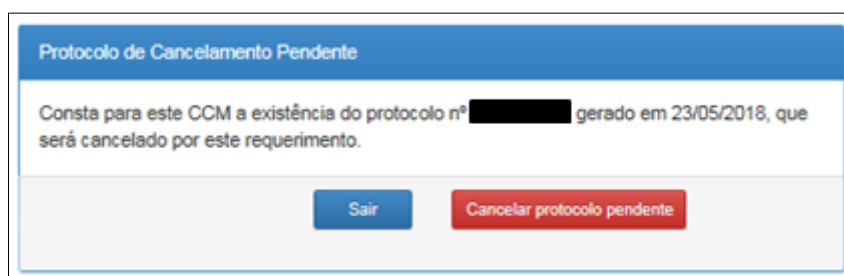 Protocolo de Cancelamento Pendente
Consta para este CCM a existência do protocolo nº gerado em 23/05/2018, que
será cancelado por este requerimento.
Sair Cancelar protocolo pendente